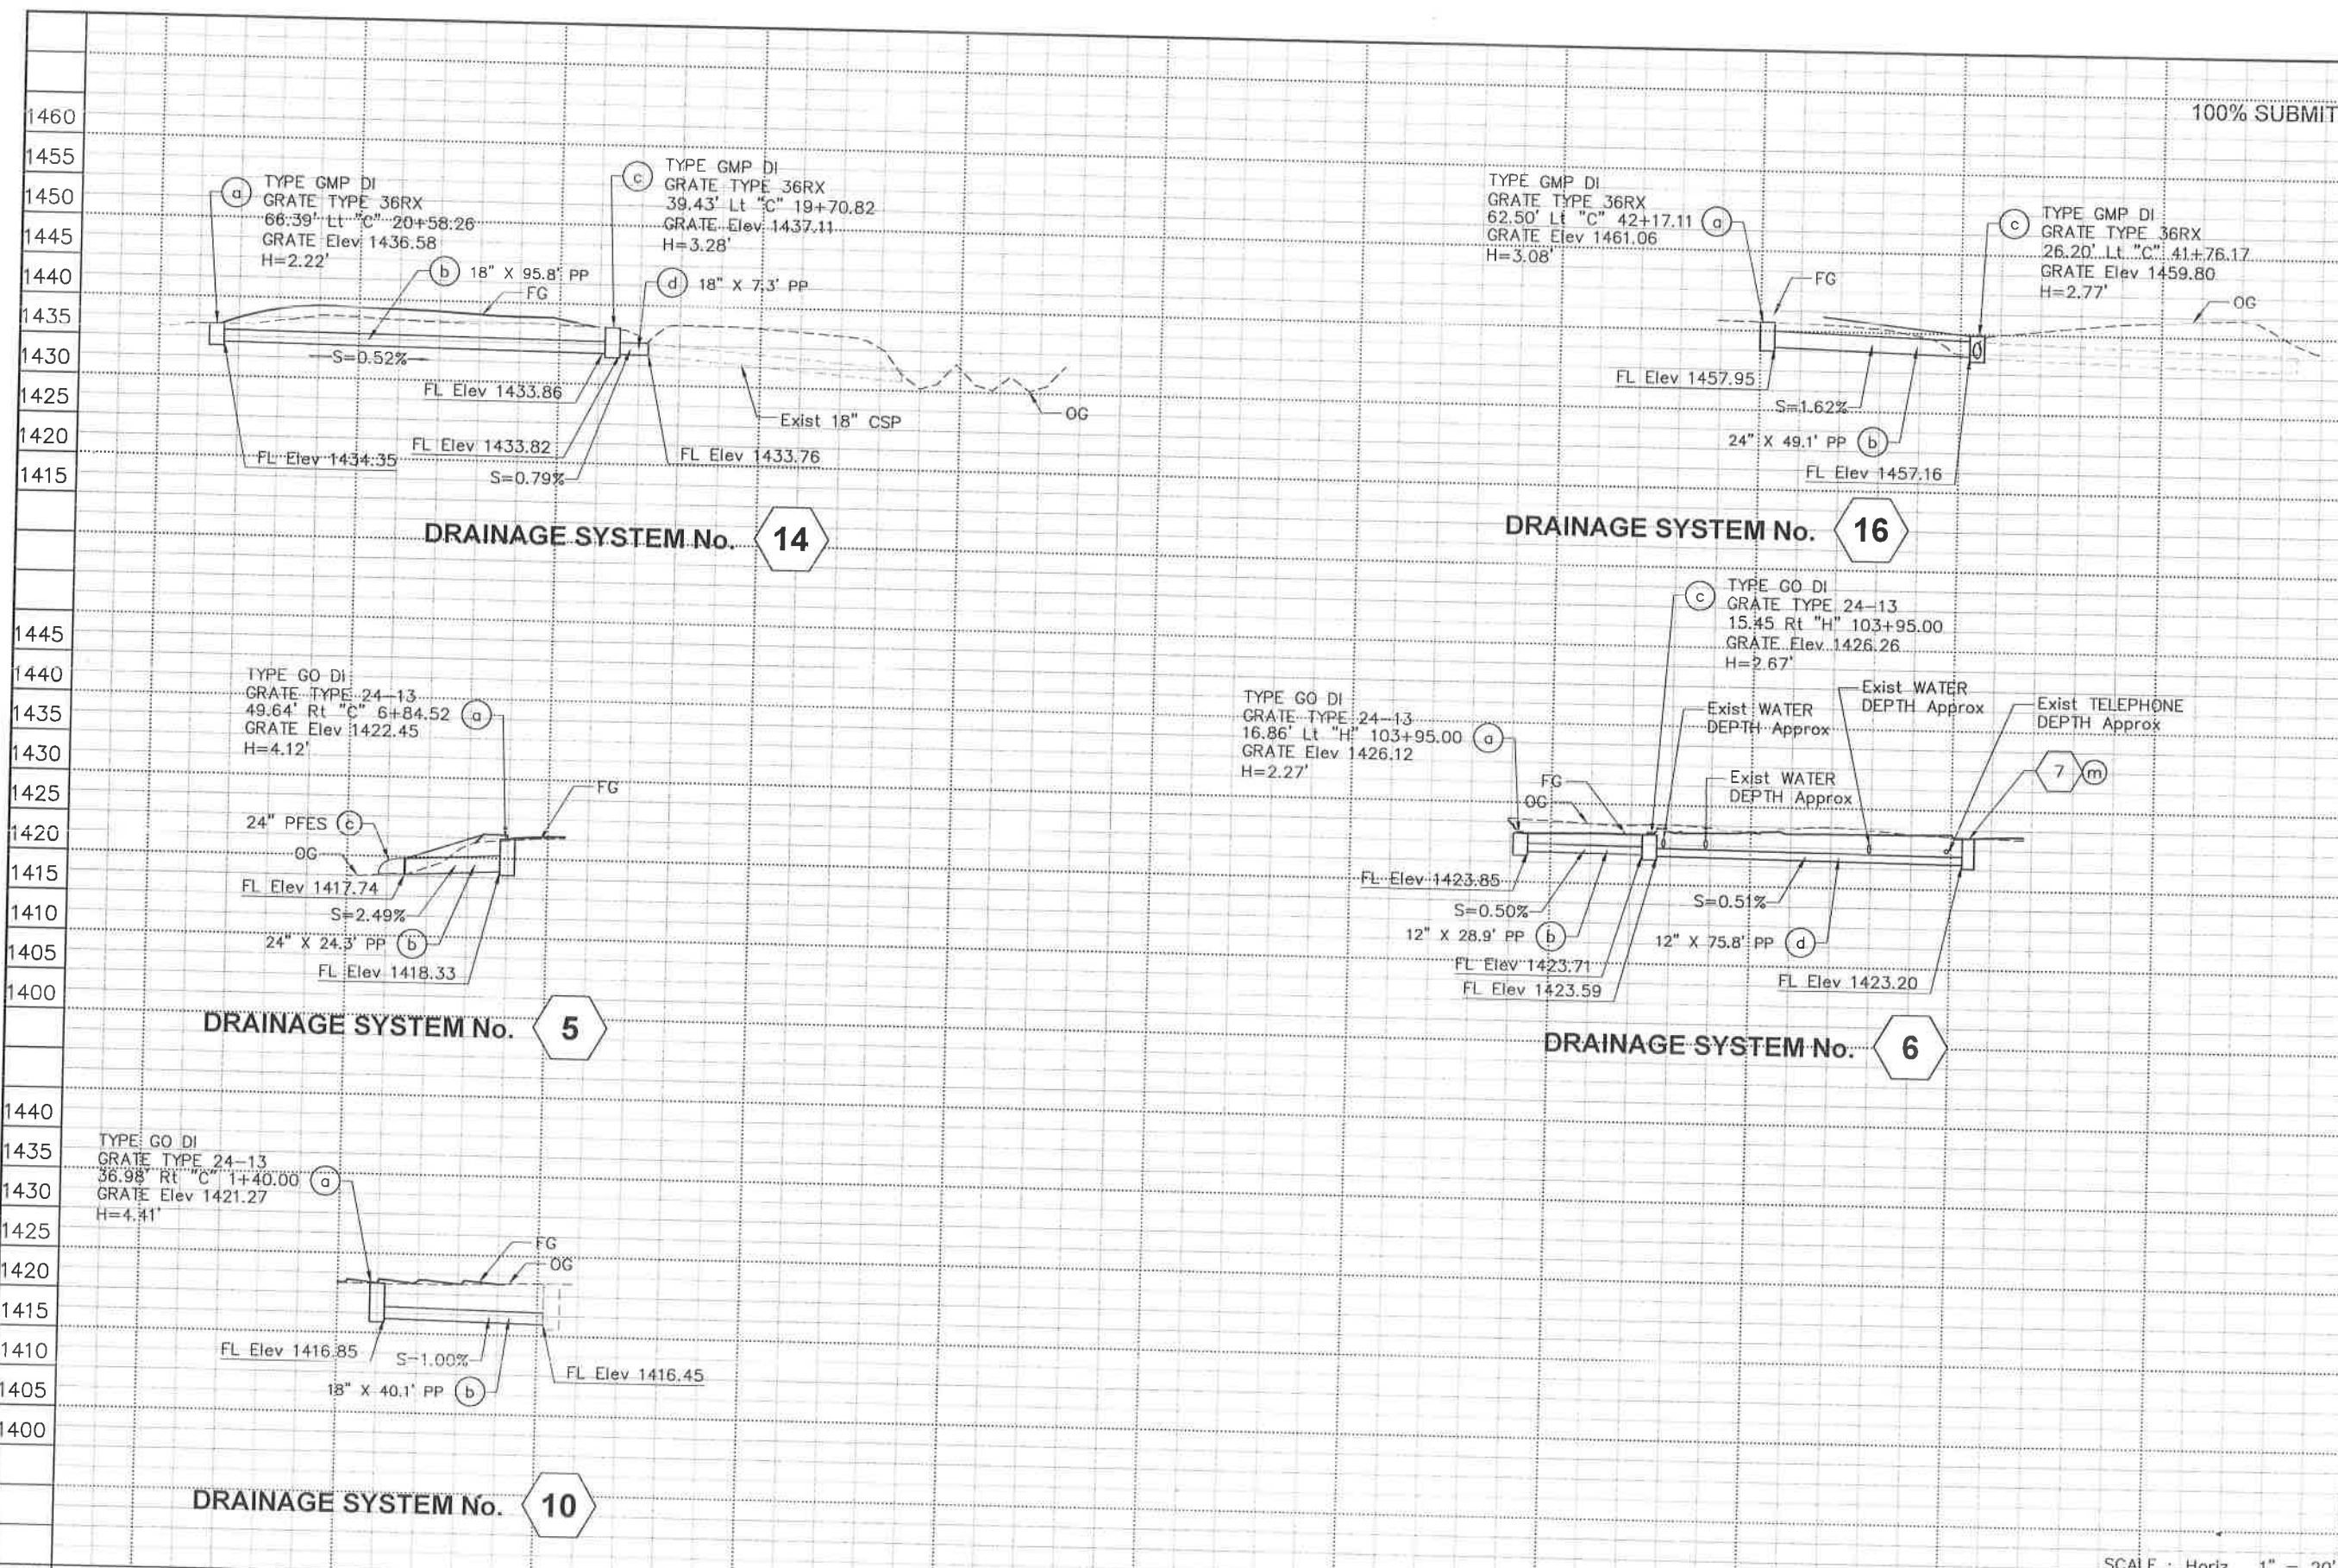 100% SUBMIT
1460
1455
1450
1445
1440
1435
1430
1425
1420
1415
a
TYPE GMP DI
GRATE TYPE 36RX
66.39' Lt "C" 20+58.26
GRATE Elev 1436.58
H=2.22'
b 18" X 95.8' PP
FG
c
TYPE GMP DI
GRATE TYPE 36RX
39.43' Lt "C" 19+70.82
GRATE Elev 1437.11
H=3.28'
d 18" X 7.3' PP
S=0.52%
FL Elev 1433.86
Exist 18" CSP
OG
FL Elev 1434.35
FL Elev 1433.82
FL Elev 1433.76
S=0.79%
DRAINAGE SYSTEM No. 14
TYPE GMP DI
GRATE TYPE 36RX
62.50' Lt "C" 42+17.11 a
GRATE Elev 1461.06
H=3.08'
FG
c
TYPE GMP DI
GRATE TYPE 36RX
26.20' Lt "C" 41+76.17
GRATE Elev 1459.80
H=2.77'
OG
FL Elev 1457.95
S=1.62%
24" X 49.1' PP b
FL Elev 1457.16
DRAINAGE SYSTEM No. 16
1445
1440
1435
1430
1425
1420
1415
1410
1405
1400
TYPE GO DI
GRATE TYPE 24-13
49.64' Rt "C" 6+84.52 a
GRATE Elev 1422.45
H=4.12'
FG
24" PFES c
OG
FL Elev 1417.74
S=2.49%
24" X 24.3' PP b
FL Elev 1418.33
DRAINAGE SYSTEM No. 5
c
TYPE GO DI
GRATE TYPE 24-13
15.45 Rt "H" 103+95.00
GRATE Elev 1426.26
H=2.67'
TYPE GO DI
GRATE TYPE 24-13
16.86' Lt "H" 103+95.00 a
GRATE Elev 1426.12
H=2.27'
Exist WATER
DEPTH Approx
Exist WATER
DEPTH Approx
Exist TELEPHONE
DEPTH Approx
Exist WATER
DEPTH Approx
7 m
FG
OG
FL Elev 1423.85
S=0.50%
12" X 28.9' PP b
FL Elev 1423.71
FL Elev 1423.59
S=0.51%
12" X 75.8' PP d
FL Elev 1423.20
DRAINAGE SYSTEM No. 6
1440
1435
1430
1425
1420
1415
1410
1405
1400
TYPE GO DI
GRATE TYPE 24-13
36.98' Rt "C" 1+40.00 a
GRATE Elev 1421.27
H=4.41'
FG
OG
FL Elev 1416.85
S=1.00%
18" X 40.1' PP b
FL Elev 1416.45
DRAINAGE SYSTEM No. 10
SCALE : Horiz 1" = 20'